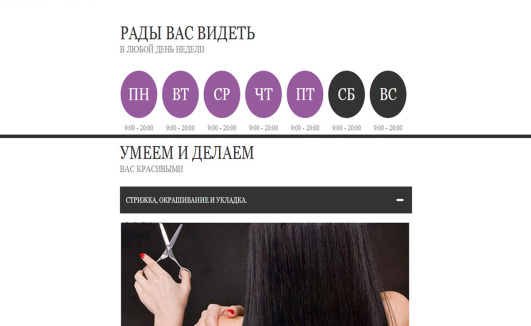 РАДЫ ВАС ВИДЕТЬ
В ЛЮБОЙ ДЕНЬ НЕДЕЛИ
ПН ВТ СР ЧТ ПТ СБ ВС
9:00 – 20:00 9:00 – 20:00 9:00 – 20:00 9:00 – 20:00 9:00 – 20:00 9:00 – 20:00 9:00 – 20:00
УМЕЕМ И ДЕЛАЕМ
ВАС КРАСИВЫМИ
СТРИЖКА, ОКРАШИВАНИЕ И УКЛАДКА.